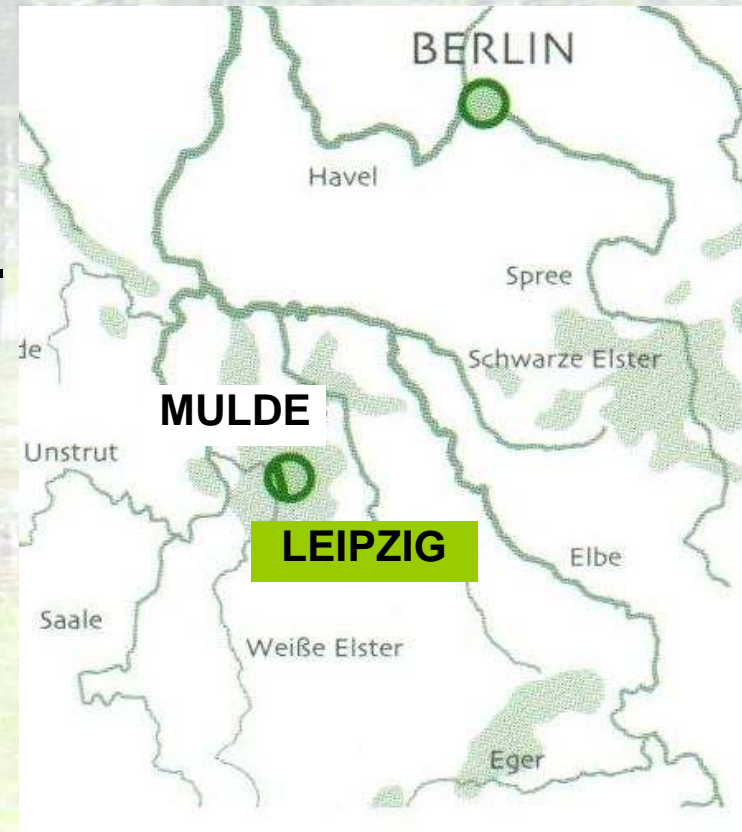 BERLIN
Havel
Spree
de
Schwarze Elster
MULDE
Unstrut
LEIPZIG
Elbe
Saale
Weiße Elster
Eger